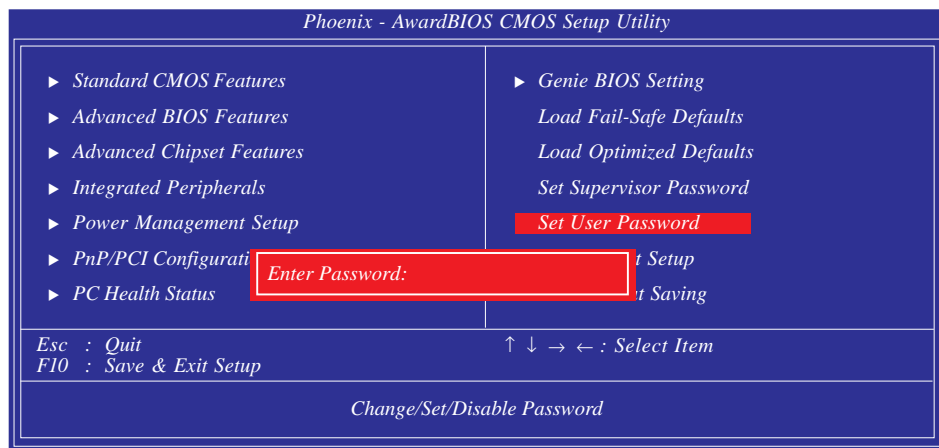 Phoenix - AwardBIOS CMOS Setup Utility
▶ Standard CMOS Features
▶ Advanced BIOS Features
▶ Advanced Chipset Features
▶ Integrated Peripherals
▶ Power Management Setup
▶ PnP/PCI Configurati
▶ PC Health Status
▶ Genie BIOS Setting
Load Fail-Safe Defaults
Load Optimized Defaults
Set Supervisor Password
Set User Password
t Setup
t Saving
Enter Password:
Esc : Quit
F10 : Save & Exit Setup
↑ ↓ → ← : Select Item
Change/Set/Disable Password